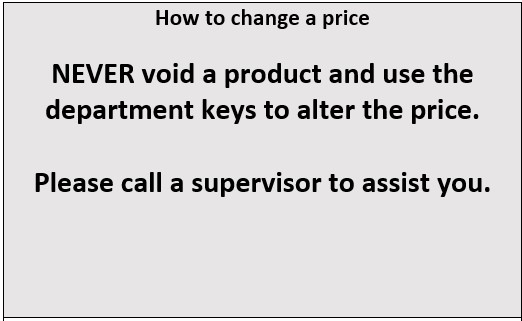 How to change a price
NEVER void a product and use the
department keys to alter the price.
Please call a supervisor to assist you.